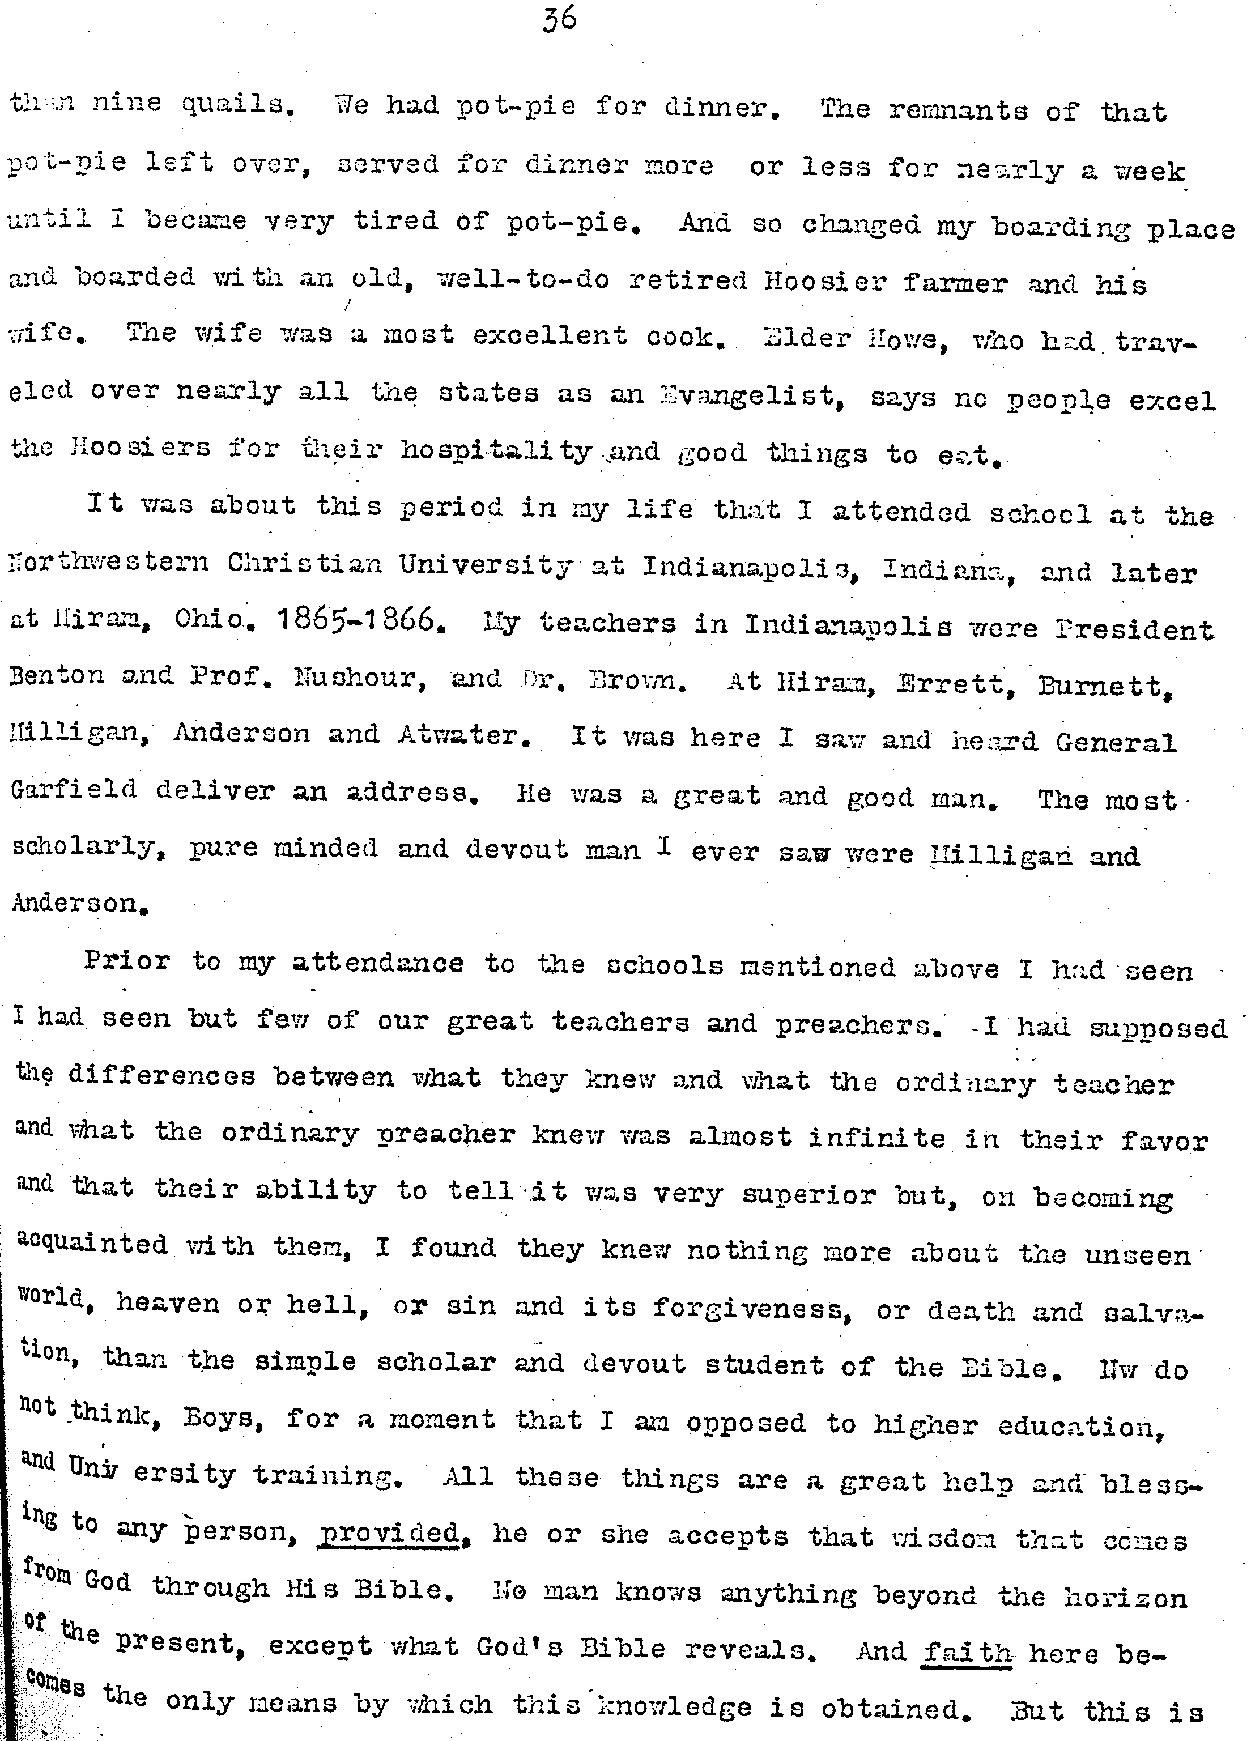 36
than nine quails. We had pot-pie for dinner. The remnants of that
pot-pie left over, served for dinner more or less for nearly a week
until I became very tired of pot-pie. And so changed my boarding place
and boarded with an old, well-to-do retired Hoosier farmer and his
wife. The wife was a most excellent cook. Elder Howe, who had trav-
eled over nearly all the states as an Evangelist, says no people excel
the Hoosiers for their hospitality and good things to eat.
It was about this period in my life that I attended school at the
Northwestern Christian University at Indianapolis, Indiana, and later
at Hiram, Ohio. 1865-1866. My teachers in Indianapolis were President
Benton and Prof. Hushour, and Dr. Brown. At Hiram, Errett, Burnett,
Milligan, Anderson and Atwater. It was here I saw and heard General
Garfield deliver an address. He was a great and good man. The most
scholarly, pure minded and devout man I ever saw were Milligan and
Anderson.
Prior to my attendance to the schools mentioned above I had seen
I had seen but few of our great teachers and preachers. I had supposed
the differences between what they knew and what the ordinary teacher
and what the ordinary preacher knew was almost infinite in their favor
and that their ability to tell it was very superior but, on becoming
acquainted with them, I found they knew nothing more about the unseen
world, heaven or hell, or sin and its forgiveness, or death and salva-
tion, than the simple scholar and devout student of the Bible. Nw do
not think, Boys, for a moment that I am opposed to higher education,
and Univ ersity training. All these things are a great help and bless-
ing to any person, provided, he or she accepts that wisdom that comes
from God through His Bible. No man knows anything beyond the horizon
of the present, except what God's Bible reveals. And faith here be-
comes the only means by which this knowledge is obtained. But this is